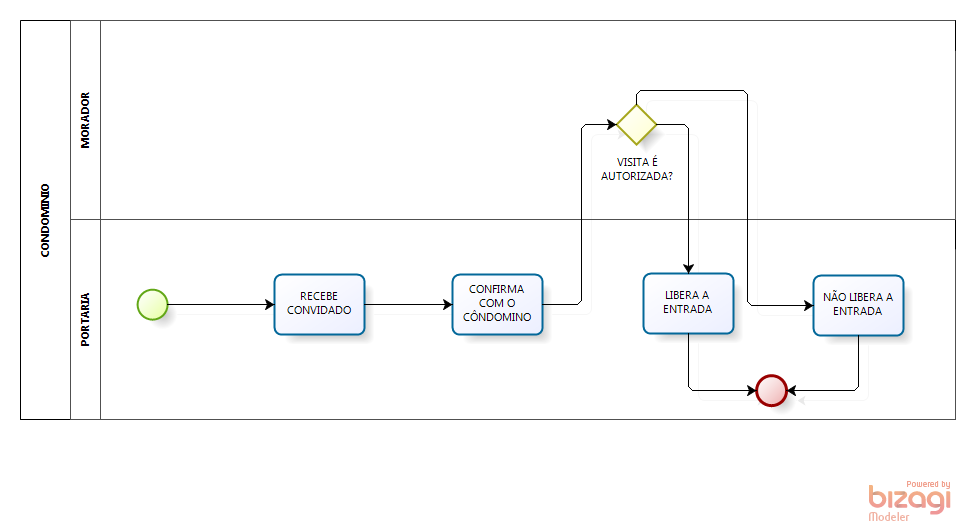 CONDOMINIO
MORADOR
VISITA É
AUTORIZADA?
PORTARIA
RECEBE
CONVIDADO
CONFIRMA
COM O
CÔNDOMINO
LIBERA A
ENTRADA
NÃO LIBERA A
ENTRADA
Powered by
bizagi
Modeler